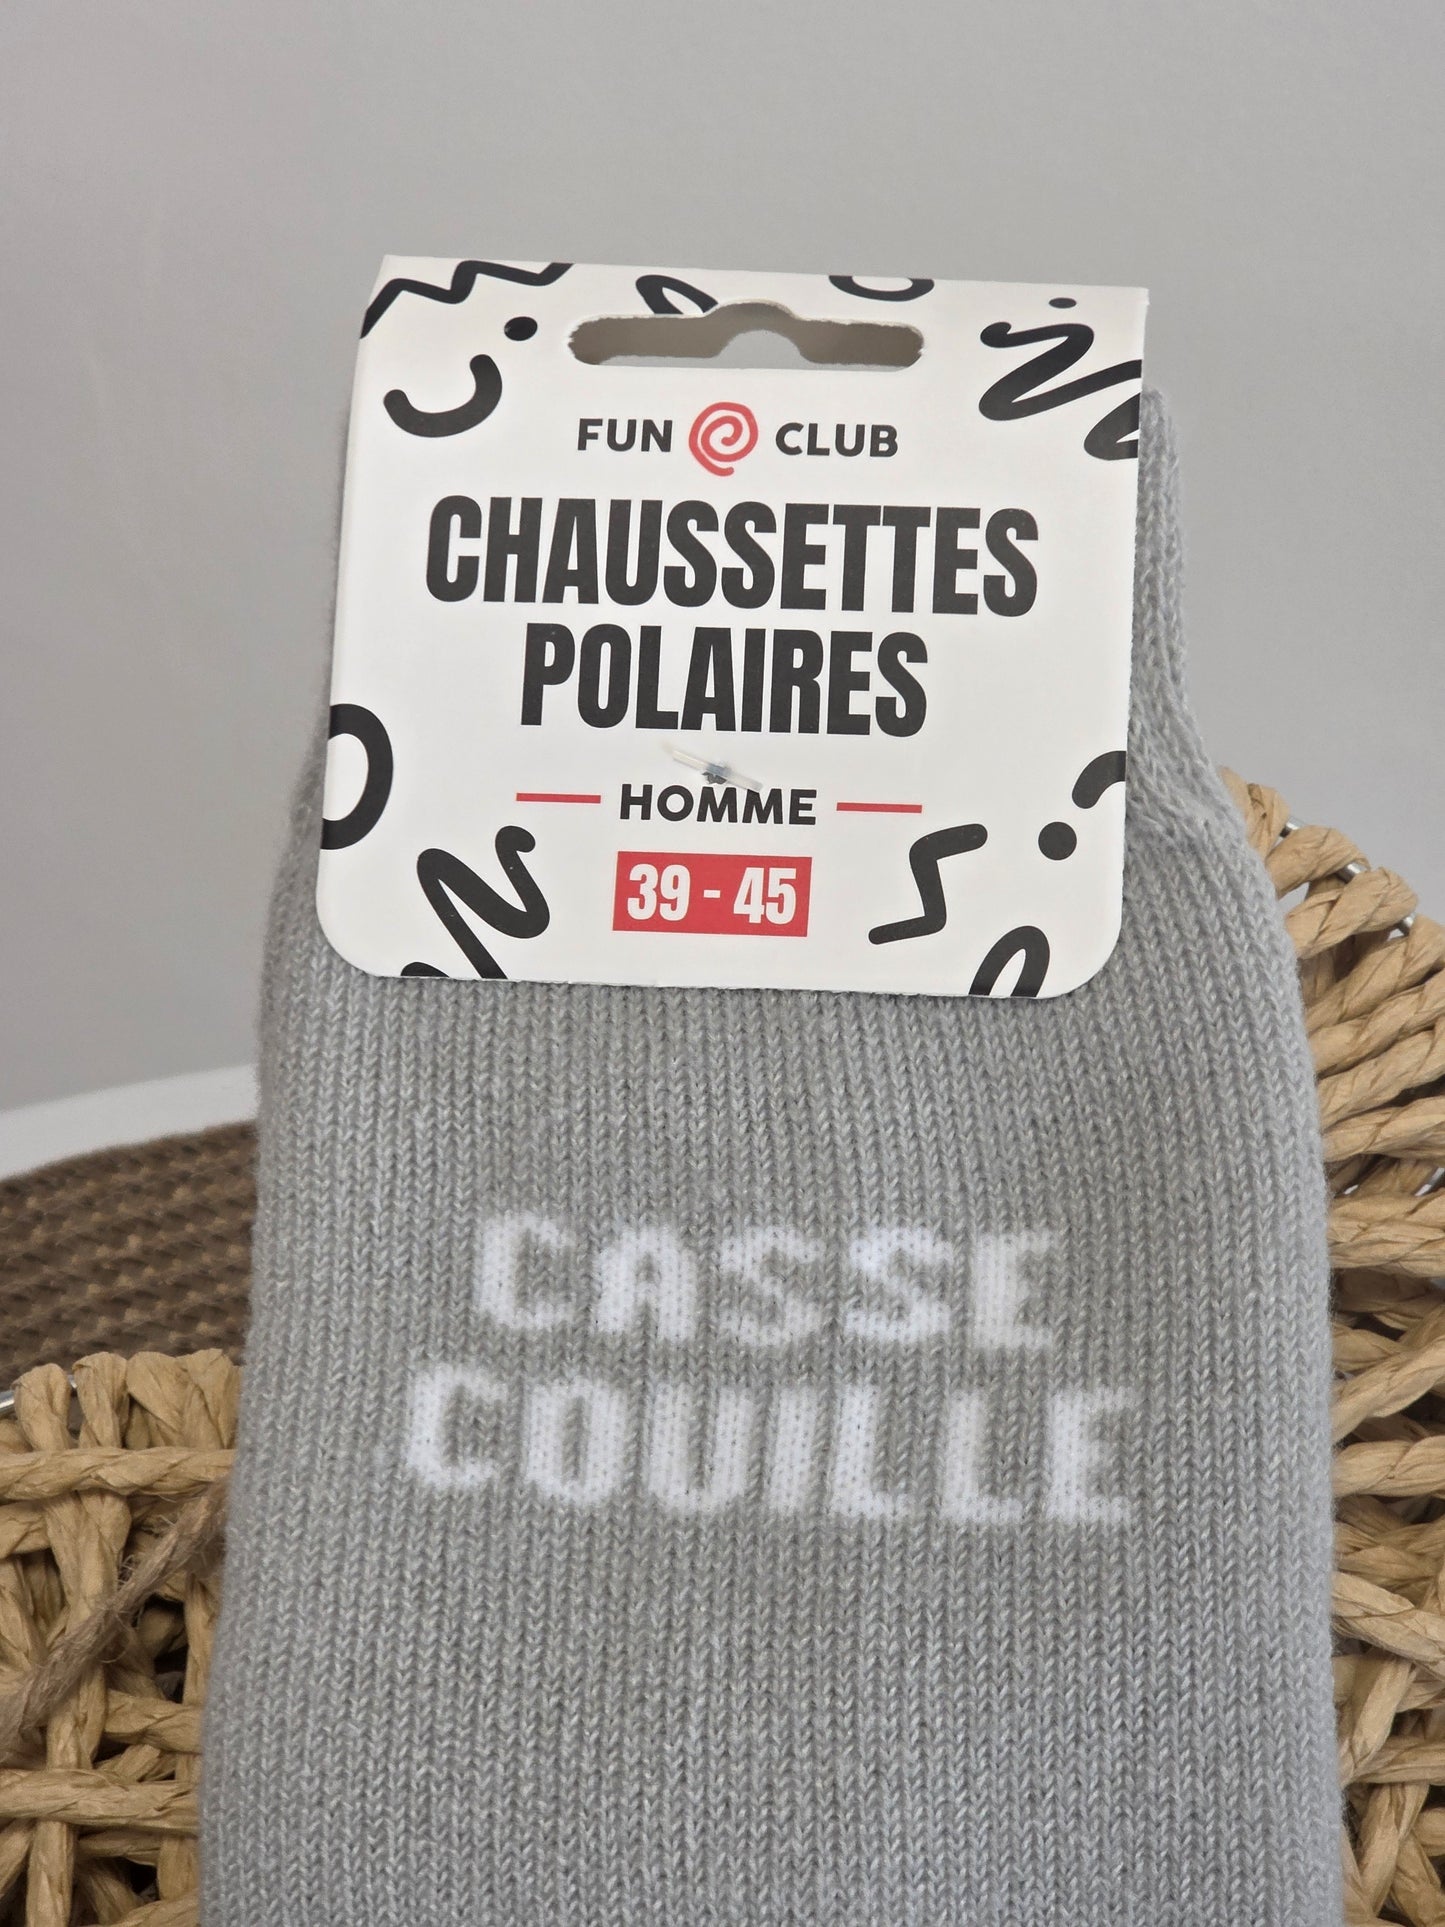 FUN CLUB
CHAUSSETTES
POLAIRES
HOMME
39 - 45
CASSE
COUILLE